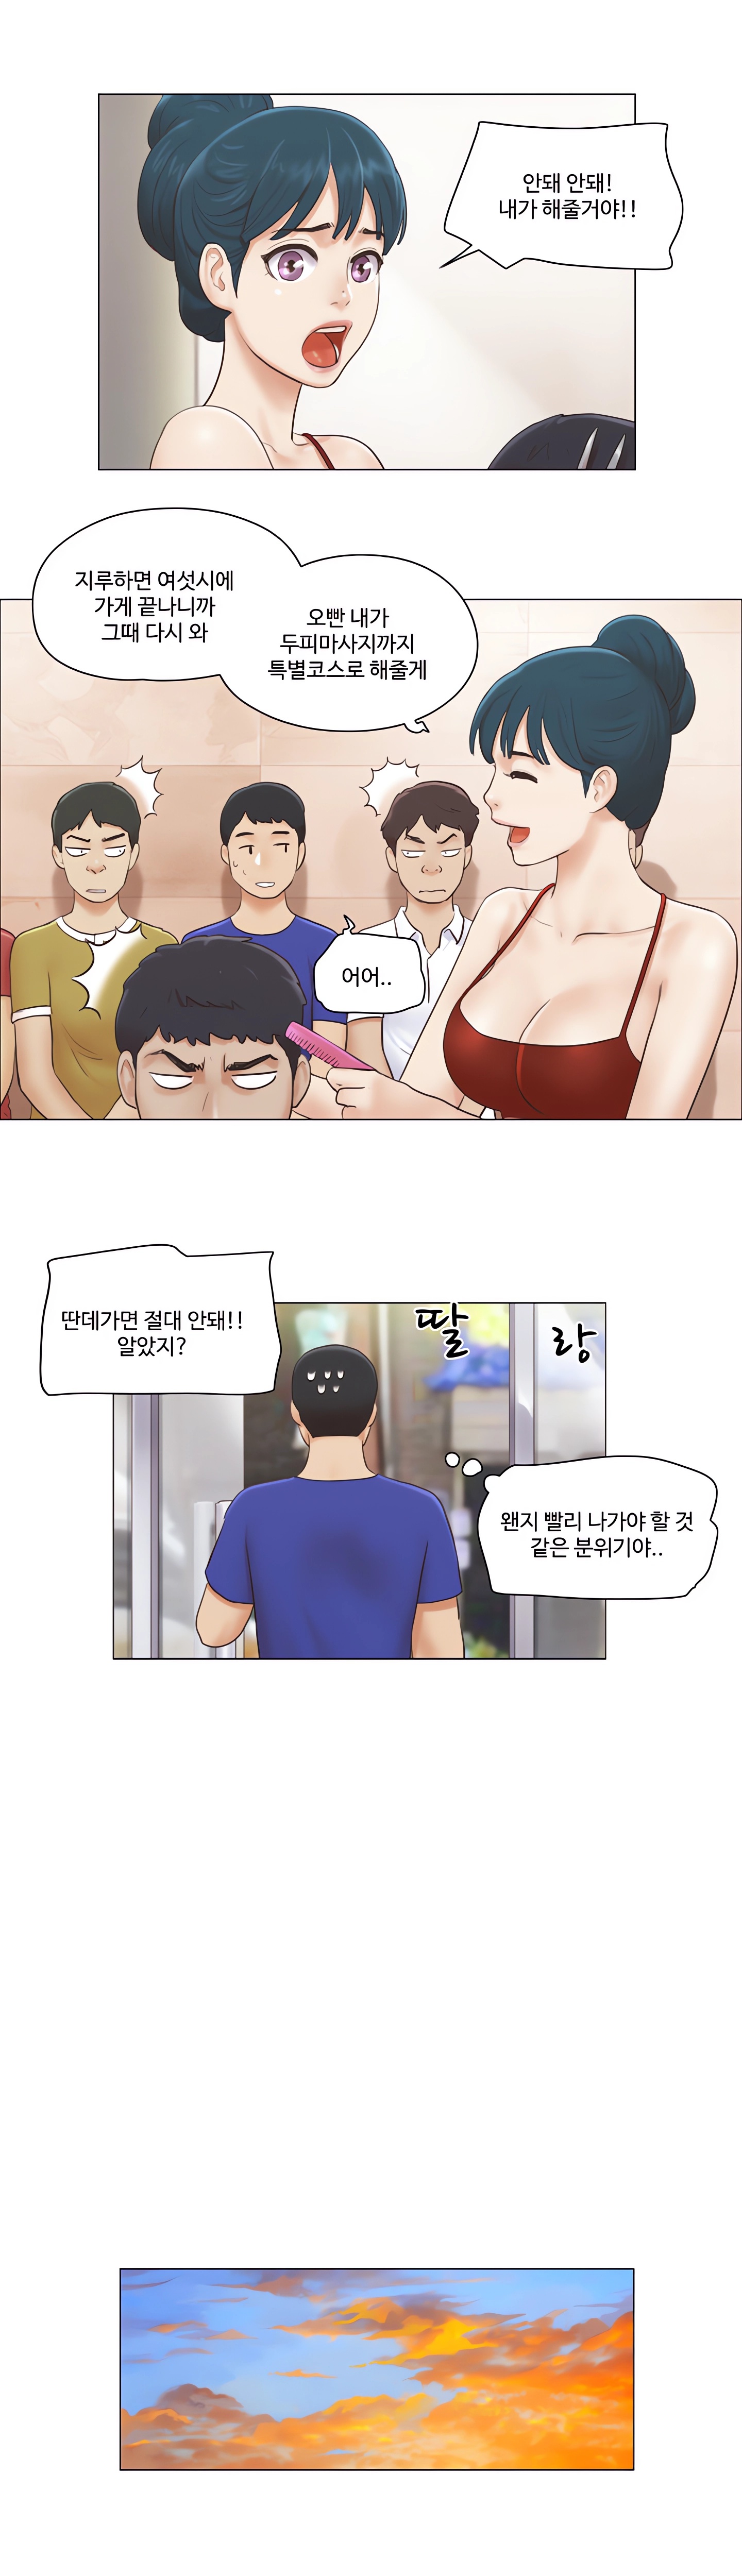 안돼 안돼!
내가 해줄거야!!
지루하면 여섯시에
가게 끝나니까
그때 다시 와
오빤 내가
두피마사지까지
특별코스로 해줄게
어어..
딴데가면 절대 안돼!!
알았지?
딸
랑
왠지 빨리 나가야 할 것
같은 분위기야..